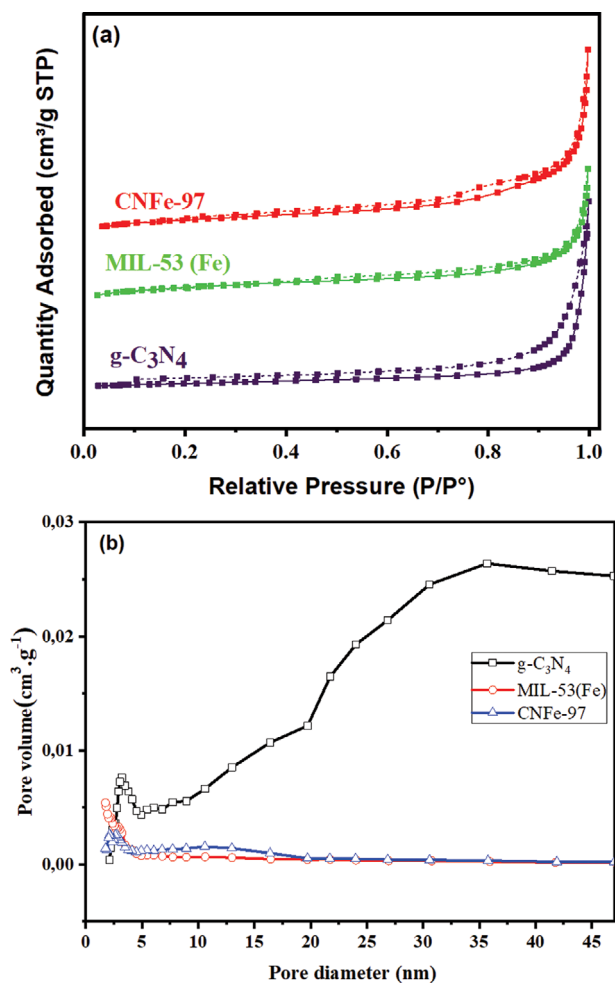 (a)
Quantity Adsorbed (cm³/g STP)
CNFe-97
MIL-53 (Fe)
g-C₃N₄
0.0 0.2 0.4 0.6 0.8 1.0
Relative Pressure (P/P°)
(b)
Pore volume(cm³.g⁻¹)
0,03
0,02
0,01
0,00
g-C₃N₄
MIL-53(Fe)
CNFe-97
0 5 10 15 20 25 30 35 40 45
Pore diameter (nm)